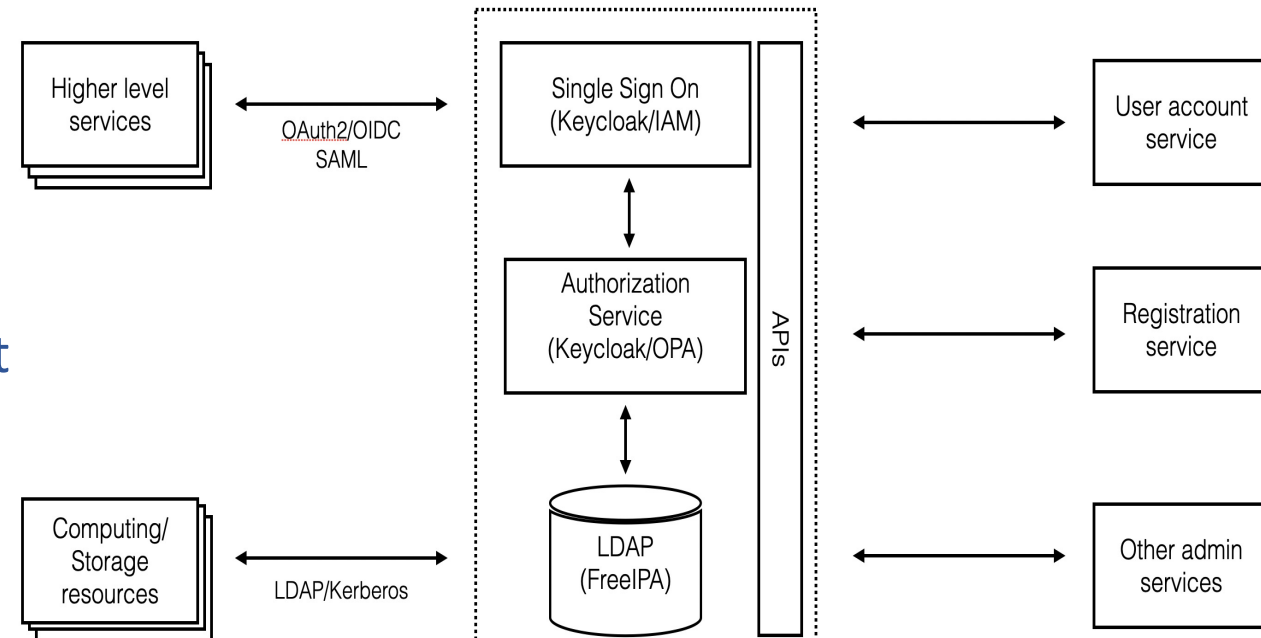 Higher level
services
OAuth2/OIDC
SAML
Single Sign On
(Keycloak/IAM)
User account
service
Authorization
Service
(Keycloak/OPA)
APIs
Registration
service
t
Computing/
Storage
resources
LDAP/Kerberos
LDAP
(FreeIPA)
Other admin
services